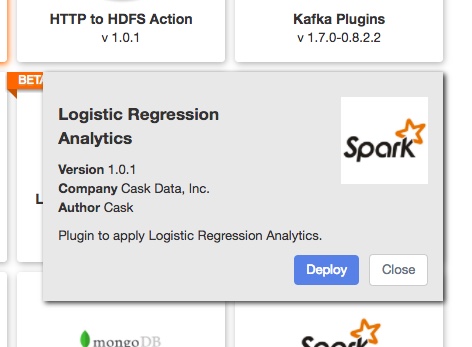 HTTP to HDFS Action
v 1.0.1
Kafka Plugins
v 1.7.0-0.8.2.2
BETA
Logistic Regression
Analytics
Spark
Version 1.0.1
Company Cask Data, Inc.
Author Cask
L
Plugin to apply Logistic Regression Analytics.
Deploy
Close
mongoDB
Spark